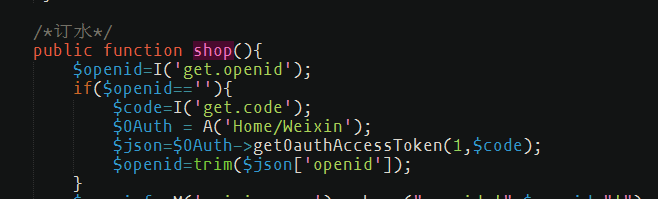 /*订水*/
public function shop(){
$openid=I('get.openid');
if($openid==''){
$code=I('get.code');
$OAuth = A('Home/Weixin');
$json=$OAuth->getOauthAccessToken(1,$code);
$openid=trim($json['openid']);
}